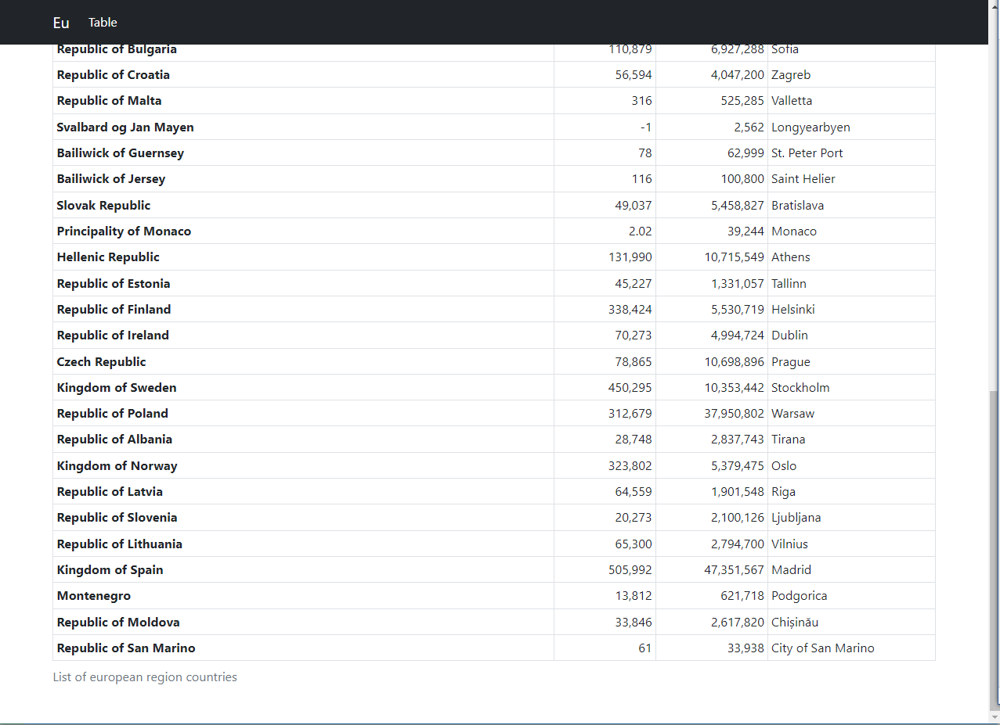 Eu Table
Republic of Bulgaria 110,879 6,927,288 Sofia
Republic of Croatia 56,594 4,047,200 Zagreb
Republic of Malta 316 525,285 Valletta
Svalbard og Jan Mayen -1 2,562 Longyearbyen
Bailiwick of Guernsey 78 62,999 St. Peter Port
Bailiwick of Jersey 116 100,800 Saint Helier
Slovak Republic 49,037 5,458,827 Bratislava
Principality of Monaco 2.02 39,244 Monaco
Hellenic Republic 131,990 10,715,549 Athens
Republic of Estonia 45,227 1,331,057 Tallinn
Republic of Finland 338,424 5,530,719 Helsinki
Republic of Ireland 70,273 4,994,724 Dublin
Czech Republic 78,865 10,698,896 Prague
Kingdom of Sweden 450,295 10,353,442 Stockholm
Republic of Poland 312,679 37,950,802 Warsaw
Republic of Albania 28,748 2,837,743 Tirana
Kingdom of Norway 323,802 5,379,475 Oslo
Republic of Latvia 64,559 1,901,548 Riga
Republic of Slovenia 20,273 2,100,126 Ljubljana
Republic of Lithuania 65,300 2,794,700 Vilnius
Kingdom of Spain 505,992 47,351,567 Madrid
Montenegro 13,812 621,718 Podgorica
Republic of Moldova 33,846 2,617,820 Chișinău
Republic of San Marino 61 33,938 City of San Marino
List of european region countries